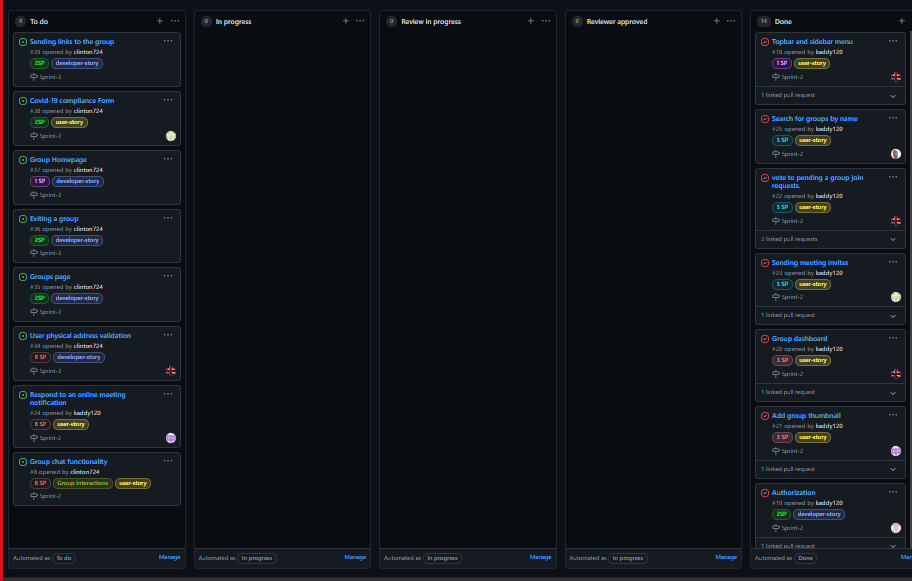 8 To do
Sending links to the group
#39 opened by clinton724
2SP developer-story
Sprint-3
Covid-19 compliance Form
#38 opened by clinton724
2SP user-story
Sprint-3
Group Homepage
#37 opened by clinton724
1 SP developer-story
Sprint-3
Exiting a group
#36 opened by clinton724
2SP developer-story
Sprint-3
Groups page
#35 opened by clinton724
2SP developer-story
Sprint-3
User physical address validation
#34 opened by clinton724
8 SP developer-story
Sprint-3
Respond to an online meeting
notification
#24 opened by kaddy120
8 SP user-story
Sprint-2
Group chat functionality
#8 opened by clinton724
8 SP Group Interactions user-story
Sprint-2
Automated as To do Manage
0 In progress
Automated as In progress Manage
0 Review in progress
Automated as In progress Manage
0 Reviewer approved
Automated as In progress Manage
14 Done
Topbar and sidebar menu
#18 opened by kaddy120
1 SP user-story
Sprint-2
1 linked pull request
Search for groups by name
#25 opened by kaddy120
5 SP user-story
Sprint-2
vote to pending a group join
requests.
#22 opened by kaddy120
5 SP user-story
Sprint-2
2 linked pull requests
Sending meeting invites
#23 opened by kaddy120
5 SP user-story
Sprint-2
1 linked pull request
Group dashboard
#20 opened by kaddy120
3 SP user-story
Sprint-2
1 linked pull request
Add group thumbnail
#21 opened by kaddy120
3 SP user-story
Sprint-2
1 linked pull request
Authorization
#19 opened by kaddy120
2SP developer-story
Sprint-2
1 linked pull request
Automated as Done Man